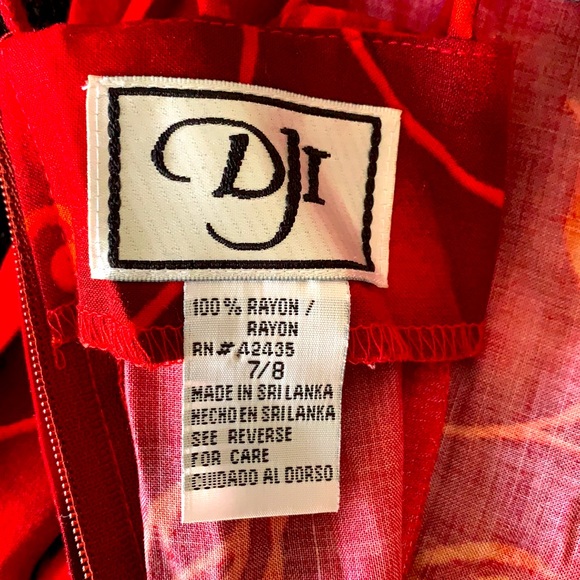 DJI
100% RAYON /
RAYON
RN# 42435
7/8
MADE IN SRI LANKA
HECHO EN SRI LANKA
SEE REVERSE
FOR CARE
CUIDADO AL DORSO